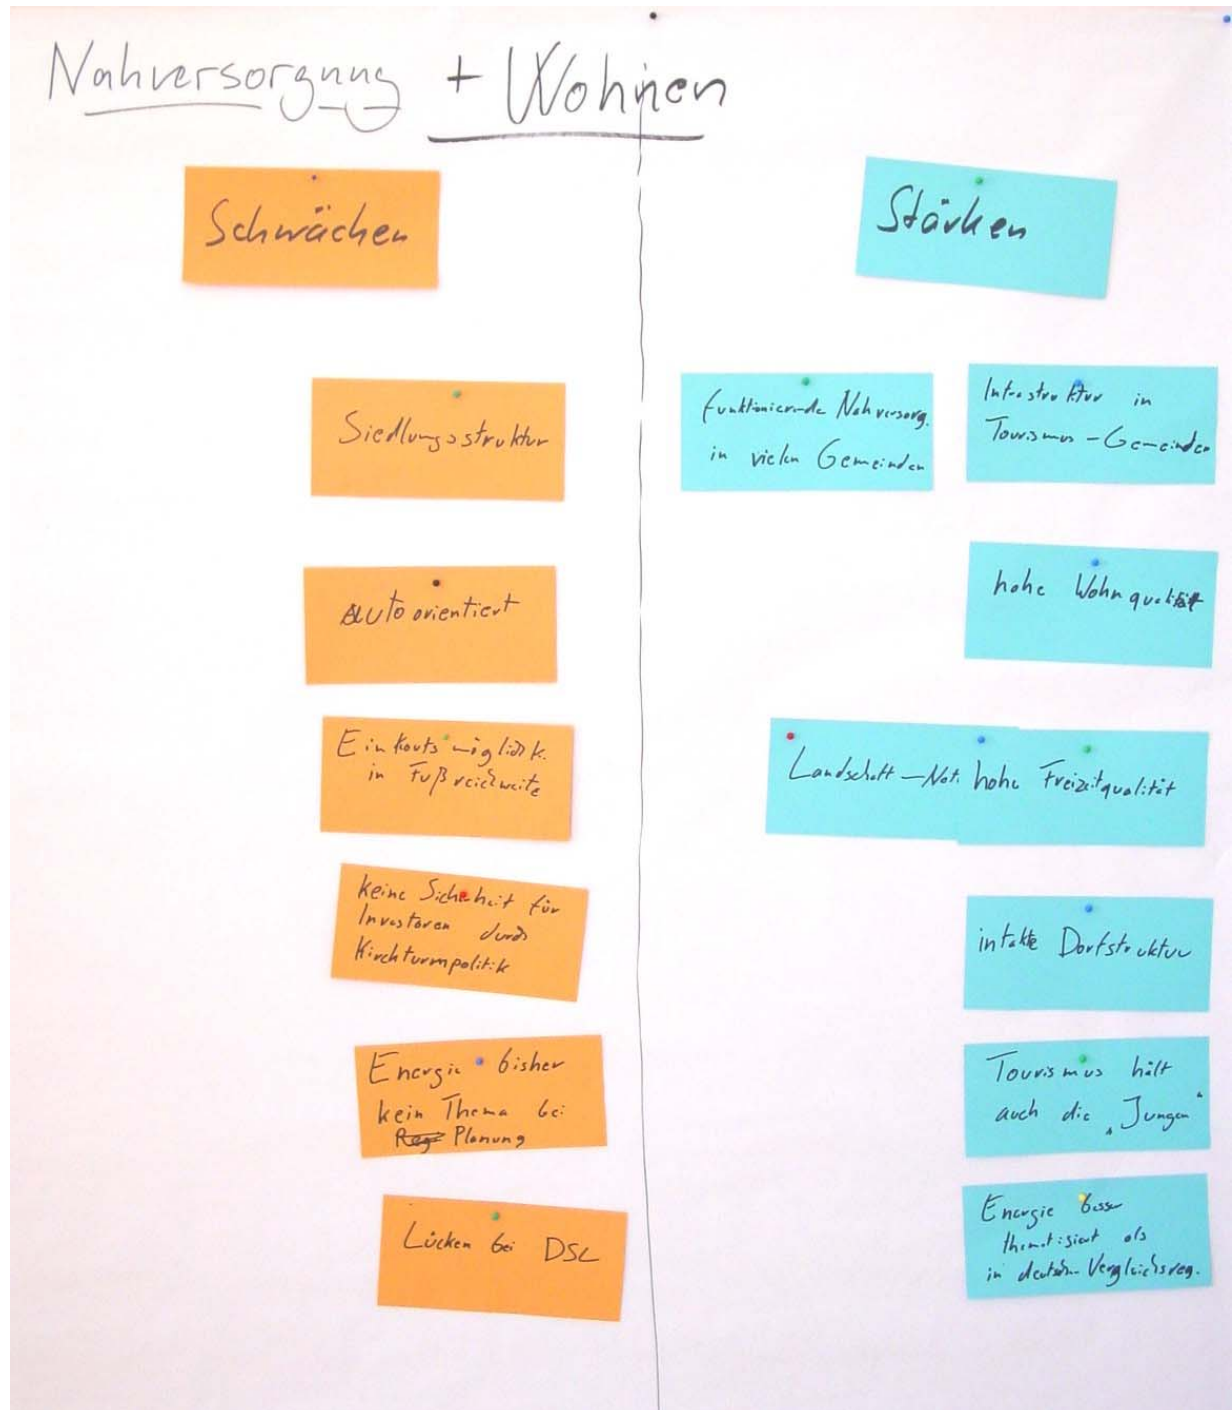 Nahversorgung + Wohnen
Schwächen
Siedlungsstruktur
autoorientiert
Einkaufsmöglichk.
in Fußreichweite
keine Sicherheit für
Investoren durch
Kirchturmpolitik
Energie bisher
kein Thema bei
Reg Planung
Lücken bei DSL
Stärken
funktionierende Nahversorg.
in vielen Gemeinden
Infrastruktur in
Tourismus-Gemeinden
hohe Wohnqualität
Landschaft - Nat.
hohe Freizeitqualität
intakte Dorfstruktur
Tourismus hält
auch die „Jungen“
Energie besser
thematisiert als
in deutschen Vergleichsreg.